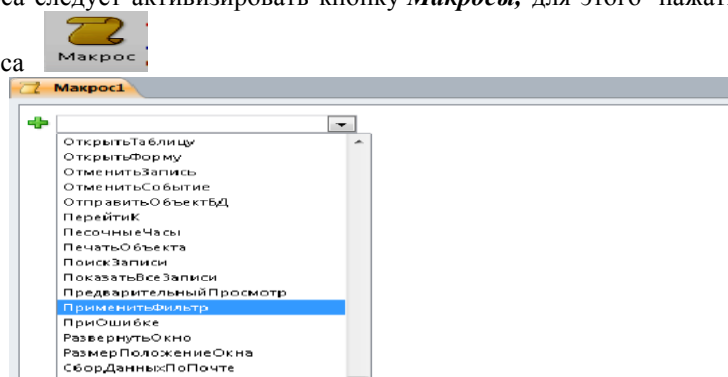 са следует активизировать кнопку Макросы, для этого нажат
са Макрос
Макрос1
ОткрытьТаблицу
ОткрытьФорму
ОтменитьЗапись
ОтменитьСобытие
ОтправитьОбъектБД
ПерейтиК
ПесочныеЧасы
ПечатьОбъекта
ПоискЗаписи
ПоказатьВсеЗаписи
ПредварительныйПросмотр
ПрименитьФильтр
ПриОшибке
РазвернутьОкно
РазмерПоложениеОкна
СборДанныхПоПочте